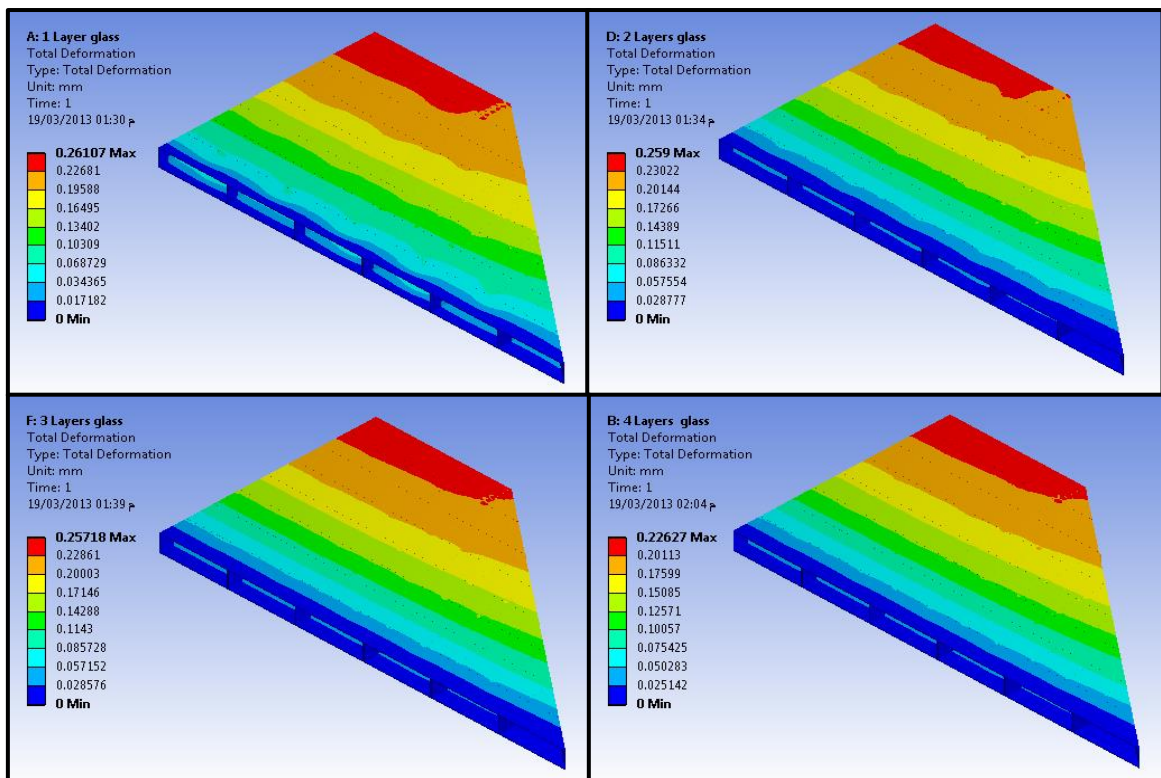 A: 1 Layer glass
Total Deformation
Type: Total Deformation
Unit: mm
Time: 1
19/03/2013 01:30 م
0.26107 Max
0.22681
0.19588
0.16495
0.13402
0.10309
0.068729
0.034365
0.017182
0 Min
D: 2 Layers glass
Total Deformation
Type: Total Deformation
Unit: mm
Time: 1
19/03/2013 01:34 م
0.259 Max
0.23022
0.20144
0.17266
0.14389
0.11511
0.086332
0.057554
0.028777
0 Min
F: 3 Layers glass
Total Deformation
Type: Total Deformation
Unit: mm
Time: 1
19/03/2013 01:39 م
0.25718 Max
0.22861
0.20003
0.17146
0.14288
0.1143
0.085728
0.057152
0.028576
0 Min
B: 4 Layers glass
Total Deformation
Type: Total Deformation
Unit: mm
Time: 1
19/03/2013 02:04 م
0.22627 Max
0.20113
0.17599
0.15085
0.12571
0.10057
0.075425
0.050283
0.025142
0 Min